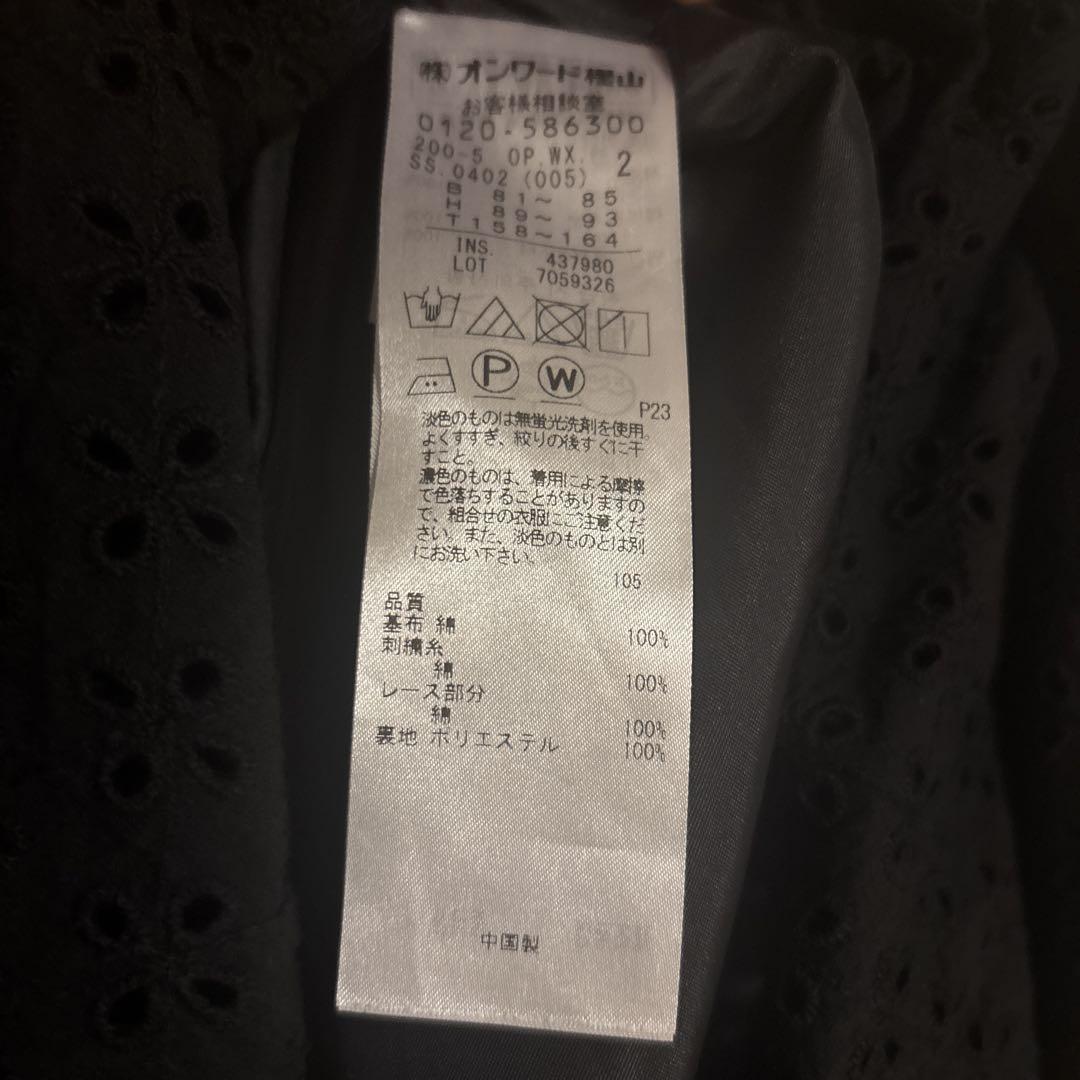 (株)オンワード樫山
お客様相談室
0120-586300
200-5 OP.WX. 2
SS.0402 (005)
B 81~ 85
H 89~ 93
T 158~164
INS. 437980
LOT 7059326
P W
P23
淡色のものは無蛍光洗剤を使用。
よくすすぎ、絞りの後すぐに干
すこと。
濃色のものは、着用による摩擦
で色落ちすることがありますの
で、組合せの衣服にご注意くだ
さい。また、淡色のものとは別
にお洗い下さい。
105
品質
基布 綿 100%
刺繍糸
綿 100%
レース部分
綿 100%
裏地 ポリエステル 100%
中国製